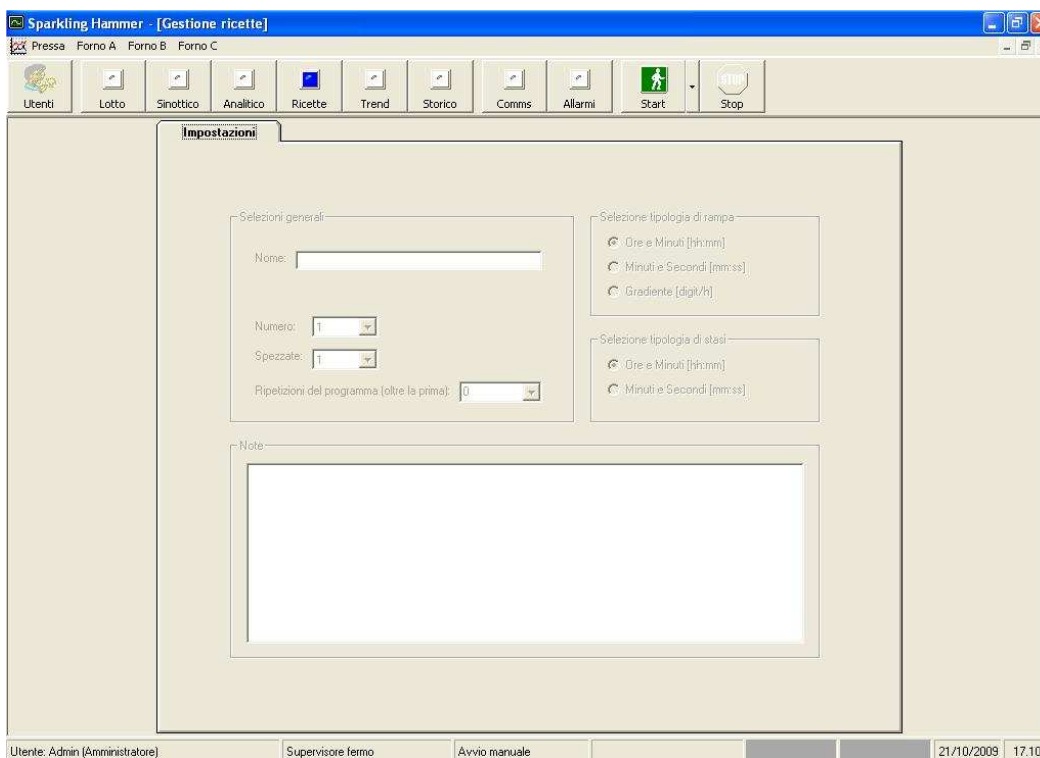 Sparkling Hammer - [Gestione ricette]
Pressa Forno A Forno B Forno C
Utenti Lotto Sinottico Analitico Ricette Trend Storico Comms Allarmi Start STOP Stop
Impostazioni
Selezioni generali
Nome:
Numero: 1
Spezzate: 1
Ripetizioni del programma (oltre la prima): 0
Selezione tipologia di rampa
Ore e Minuti [hh:mm]
Minuti e Secondi [mm:ss]
Gradiente [digit/h]
Selezione tipologia di stasi
Ore e Minuti [hh:mm]
Minuti e Secondi [mm:ss]
Note
Utente: Admin (Amministratore) Supervisore fermo Avvio manuale 21/10/2009 17.10